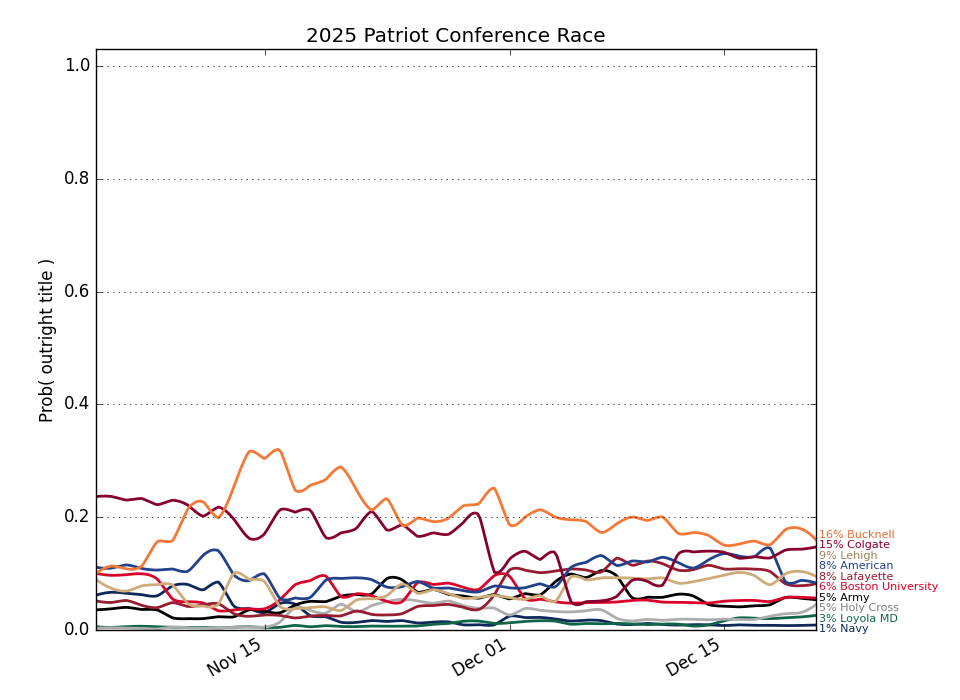 2025 Patriot Conference Race
Prob( outright title )
1.0
0.8
0.6
0.4
0.2
0.0
Nov 15
Dec 01
Dec 15
16% Bucknell
15% Colgate
9% Lehigh
8% American
8% Lafayette
6% Boston University
5% Army
5% Holy Cross
3% Loyola MD
1% Navy